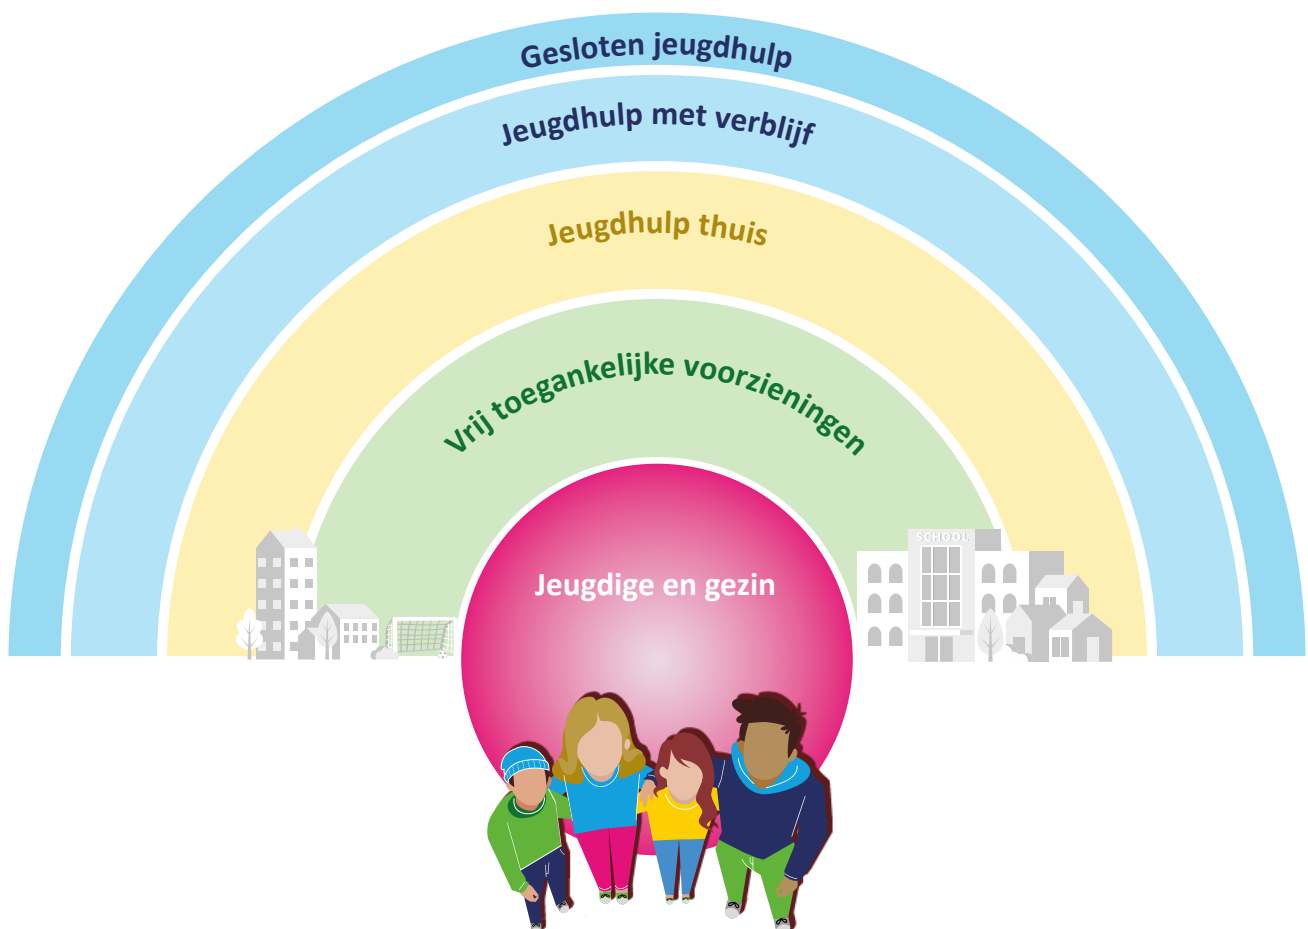 Gesloten jeugdhulp
Jeugdhulp met verblijf
Jeugdhulp thuis
Vrij toegankelijke voorzieningen
SCHOOL
Jeugdige en gezin